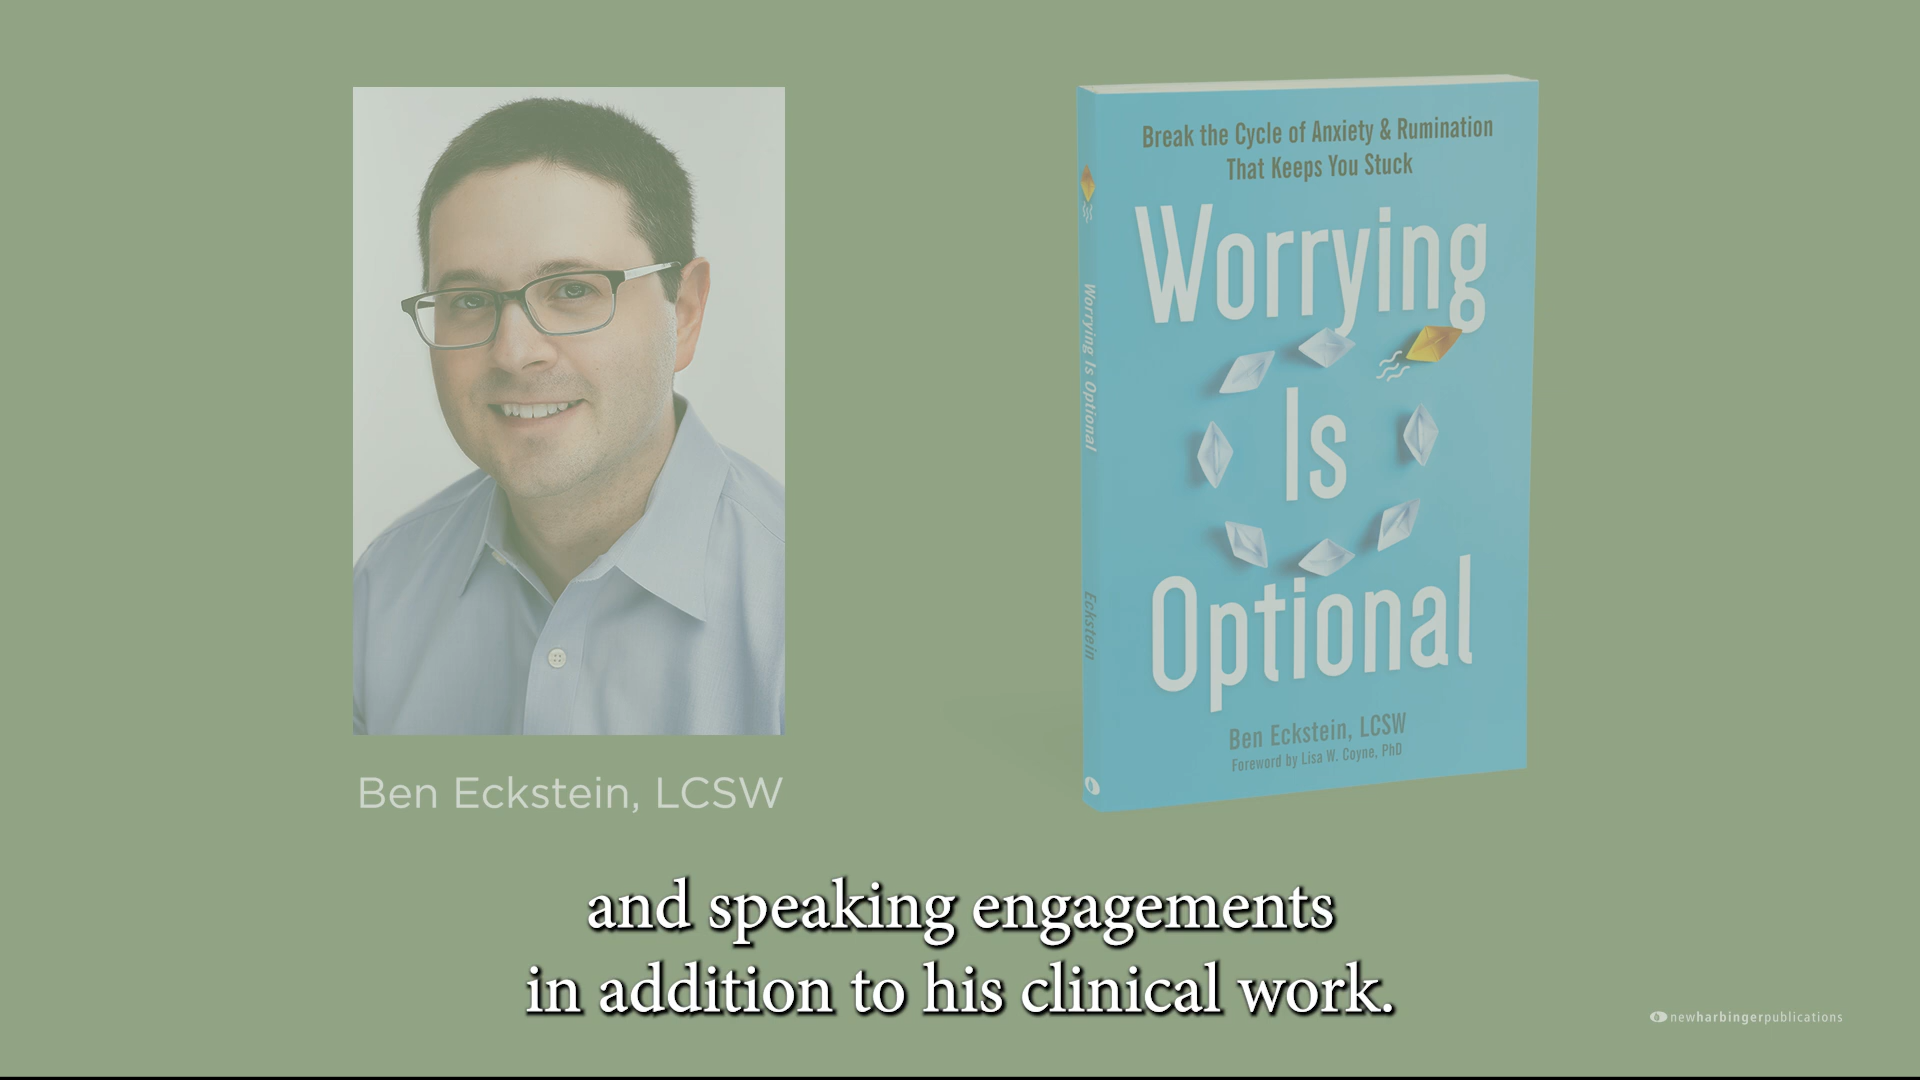 Break the Cycle of Anxiety & Rumination
That Keeps You Stuck
Worrying
Is
Optional
Ben Eckstein, LCSW
Foreword by Lisa W. Coyne, PhD
Worrying Is Optional
Eckstein
Ben Eckstein, LCSW
and speaking engagements
in addition to his clinical work.
newharbingerpublications